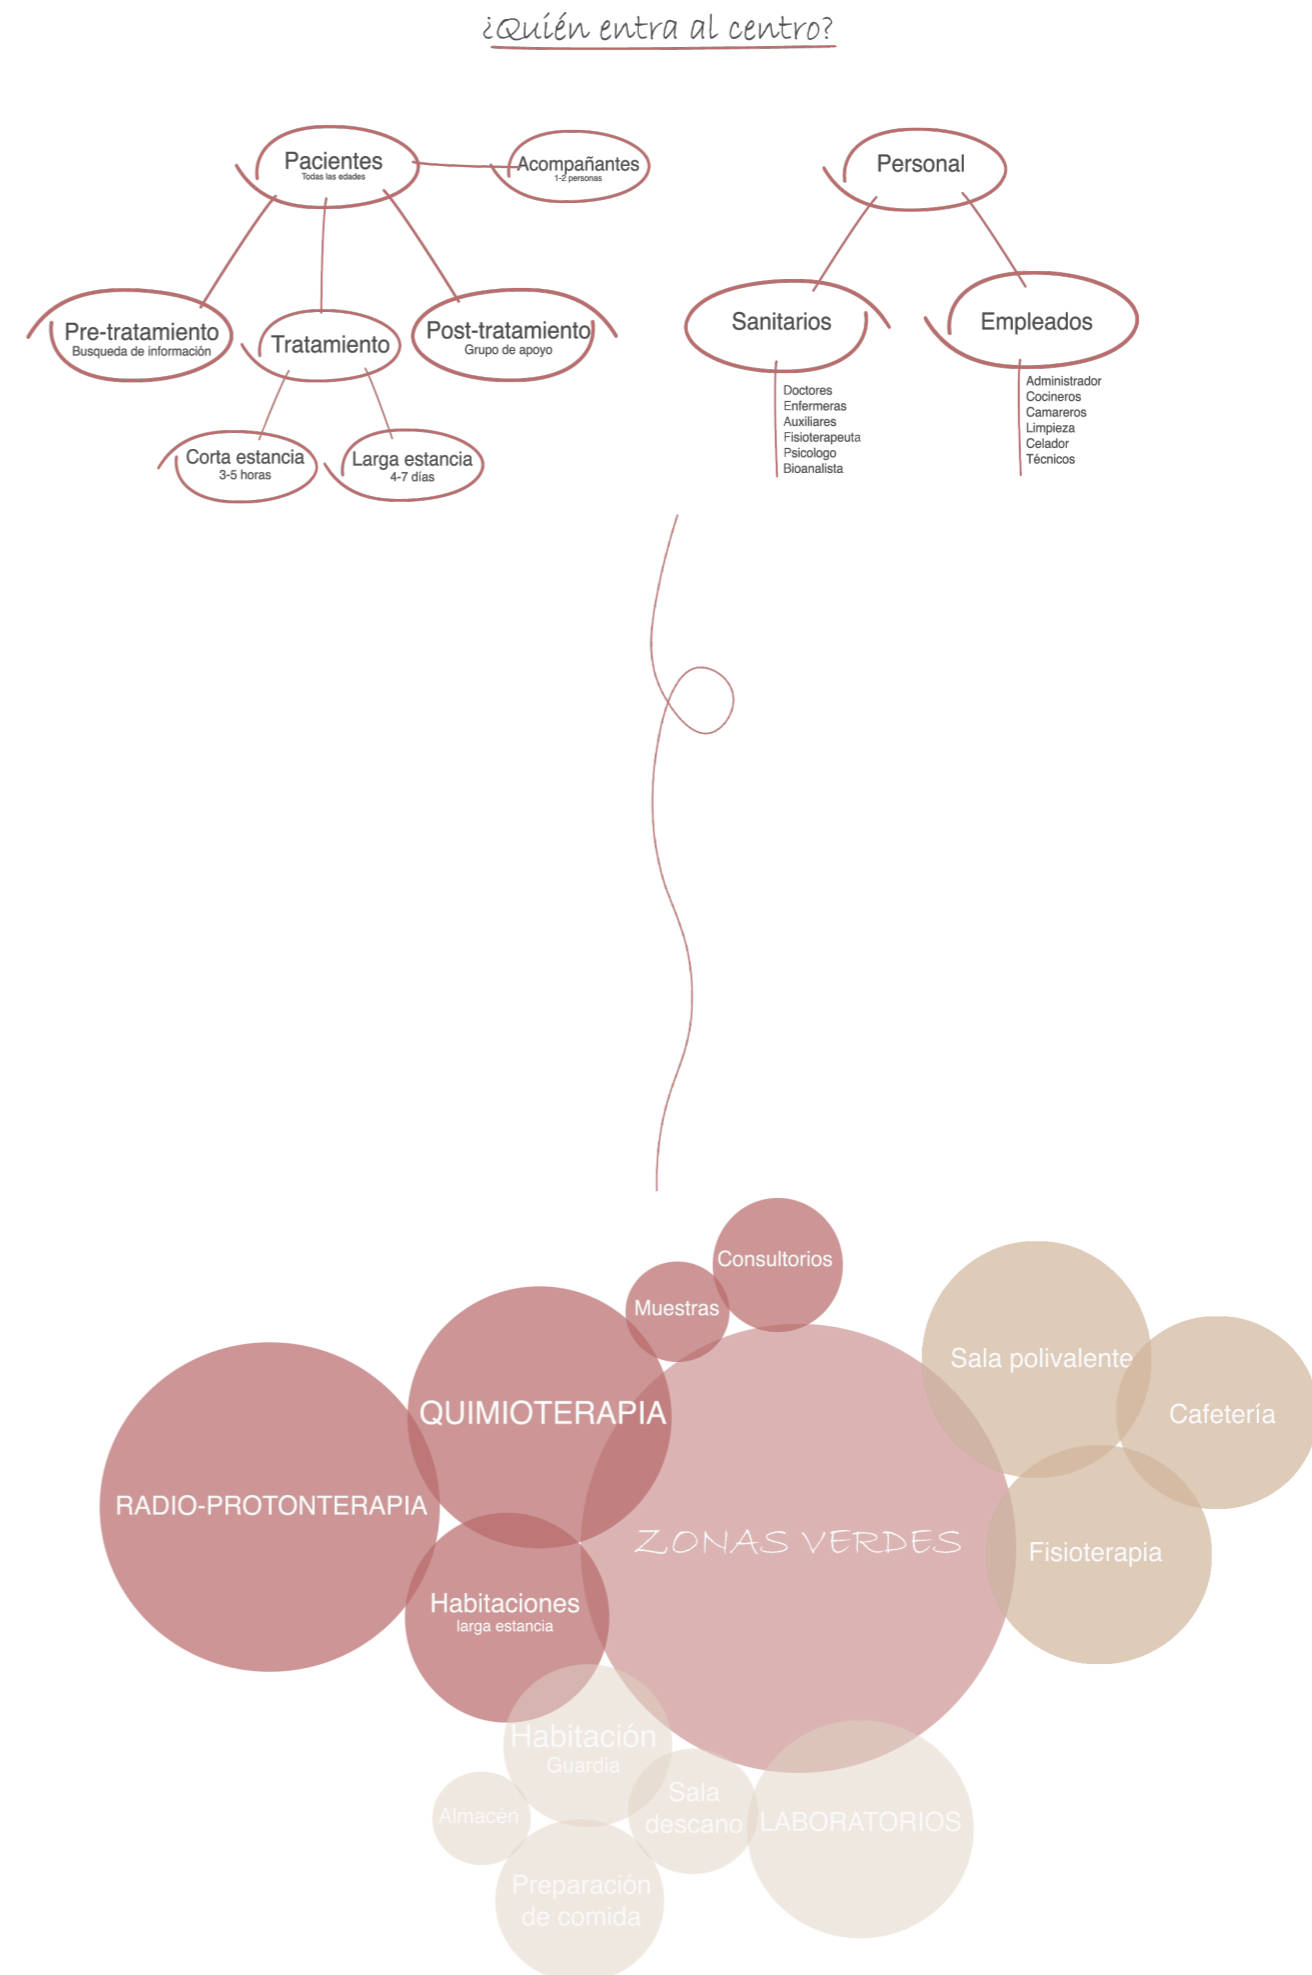 ¿Quién entra al centro?
Pacientes
Todas las edades
Acompañantes
1-2 personas
Personal
Pre-tratamiento
Busqueda de información
Tratamiento
Post-tratamiento
Grupo de apoyo
Sanitarios
Empleados
Corta estancia
3-5 horas
Larga estancia
4-7 días
Doctores
Enfermeras
Auxiliares
Fisioterapeuta
Psicologo
Bioanalista
Administrador
Cocineros
Camareros
Limpieza
Celador
Técnicos
Consultorios
Muestras
Sala polivalente
QUIMIOTERAPIA
Cafetería
RADIO-PROTONTERAPIA
ZONAS VERDES
Fisioterapia
Habitaciones
larga estancia
Habitación
Guardia
Almacén
Sala
descano
LABORATORIOS
Preparación
de comida